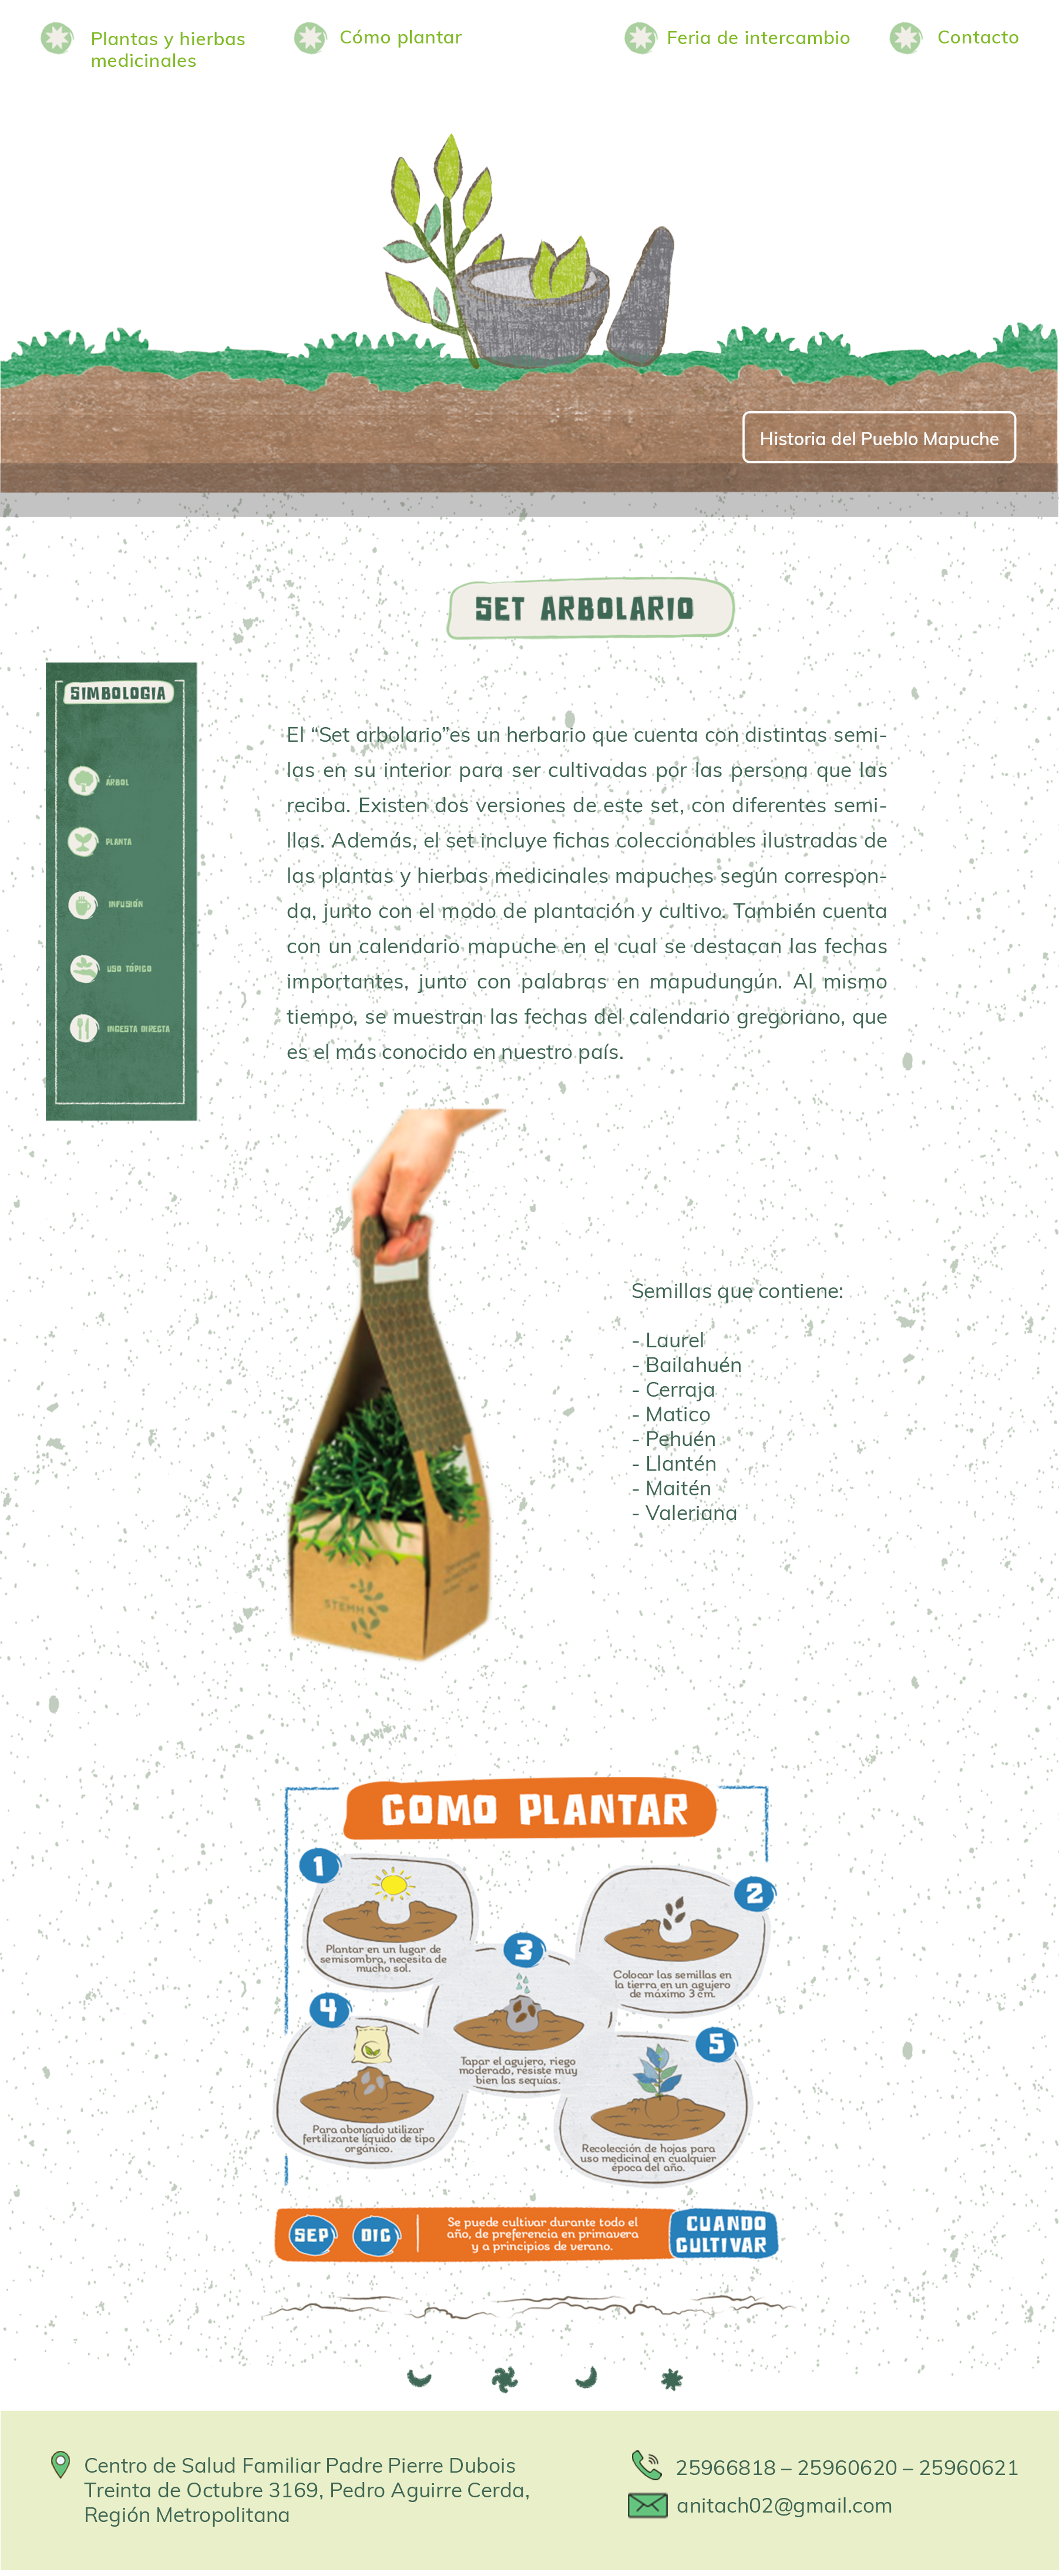 Plantas y hierbas
medicinales
Cómo plantar
Feria de intercambio
Contacto
Historia del Pueblo Mapuche
SET ARBOLARIO
SIMBOLOGIA
ÁRBOL
PLANTA
INFUSIÓN
USO TÓPICO
INGESTA DIRECTA
El “Set arbolario”es un herbario que cuenta con distintas semi-
las en su interior para ser cultivadas por las persona que las
reciba. Existen dos versiones de este set, con diferentes semi-
llas. Además, el set incluye fichas coleccionables ilustradas de
las plantas y hierbas medicinales mapuches según correspon-
da, junto con el modo de plantación y cultivo. También cuenta
con un calendario mapuche en el cual se destacan las fechas
importantes, junto con palabras en mapudungún. Al mismo
tiempo, se muestran las fechas del calendario gregoriano, que
es el más conocido en nuestro país.
STEMH
Semillas que contiene:
- Laurel
- Bailahuén
- Cerraja
- Matico
- Pehuén
- Llantén
- Maitén
- Valeriana
COMO PLANTAR
1
Plantar en un lugar de
semisombra, necesita de
mucho sol.
2
Colocar las semillas en
la tierra en un agujero
de máximo 3 cm.
3
Tapar el agujero, riego
moderado, resiste muy
bien las sequias.
4
Para abonado utilizar
fertilizante liquido de tipo
orgánico.
5
Recolección de hojas para
uso medicinal en cualquier
época del año.
SEP
DIC
Se puede cultivar durante todo el
año, de preferencia en primavera
y a principios de verano.
CUANDO
CULTIVAR
Centro de Salud Familiar Padre Pierre Dubois
Treinta de Octubre 3169, Pedro Aguirre Cerda,
Región Metropolitana
25966818 – 25960620 – 25960621
anitach02@gmail.com